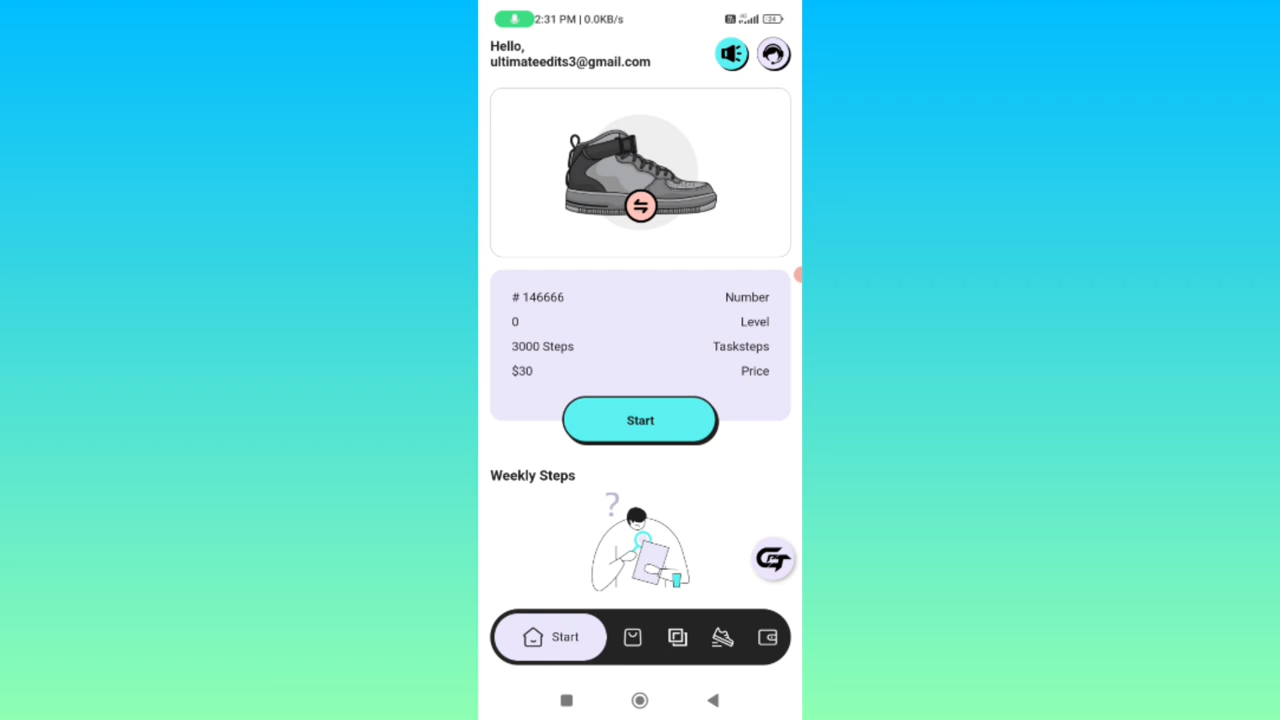 2:31 PM | 0.0KB/s
Hello,
ultimateedits3@gmail.com
# 146666 Number
0 Level
3000 Steps Tasksteps
$30 Price
Start
Weekly Steps
?
Start